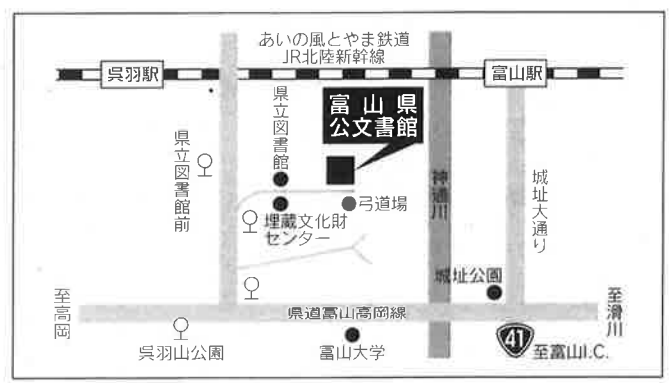 あいの風とやま鉄道
JR北陸新幹線
呉羽駅
富山駅
富山県
公文書館
県立図書館
県立図書館前
弓道場
埋蔵文化財
センター
神通川
城址大通り
城址公園
至高岡
県道富山高岡線
至滑川
呉羽山公園
富山大学
41
至富山I.C.